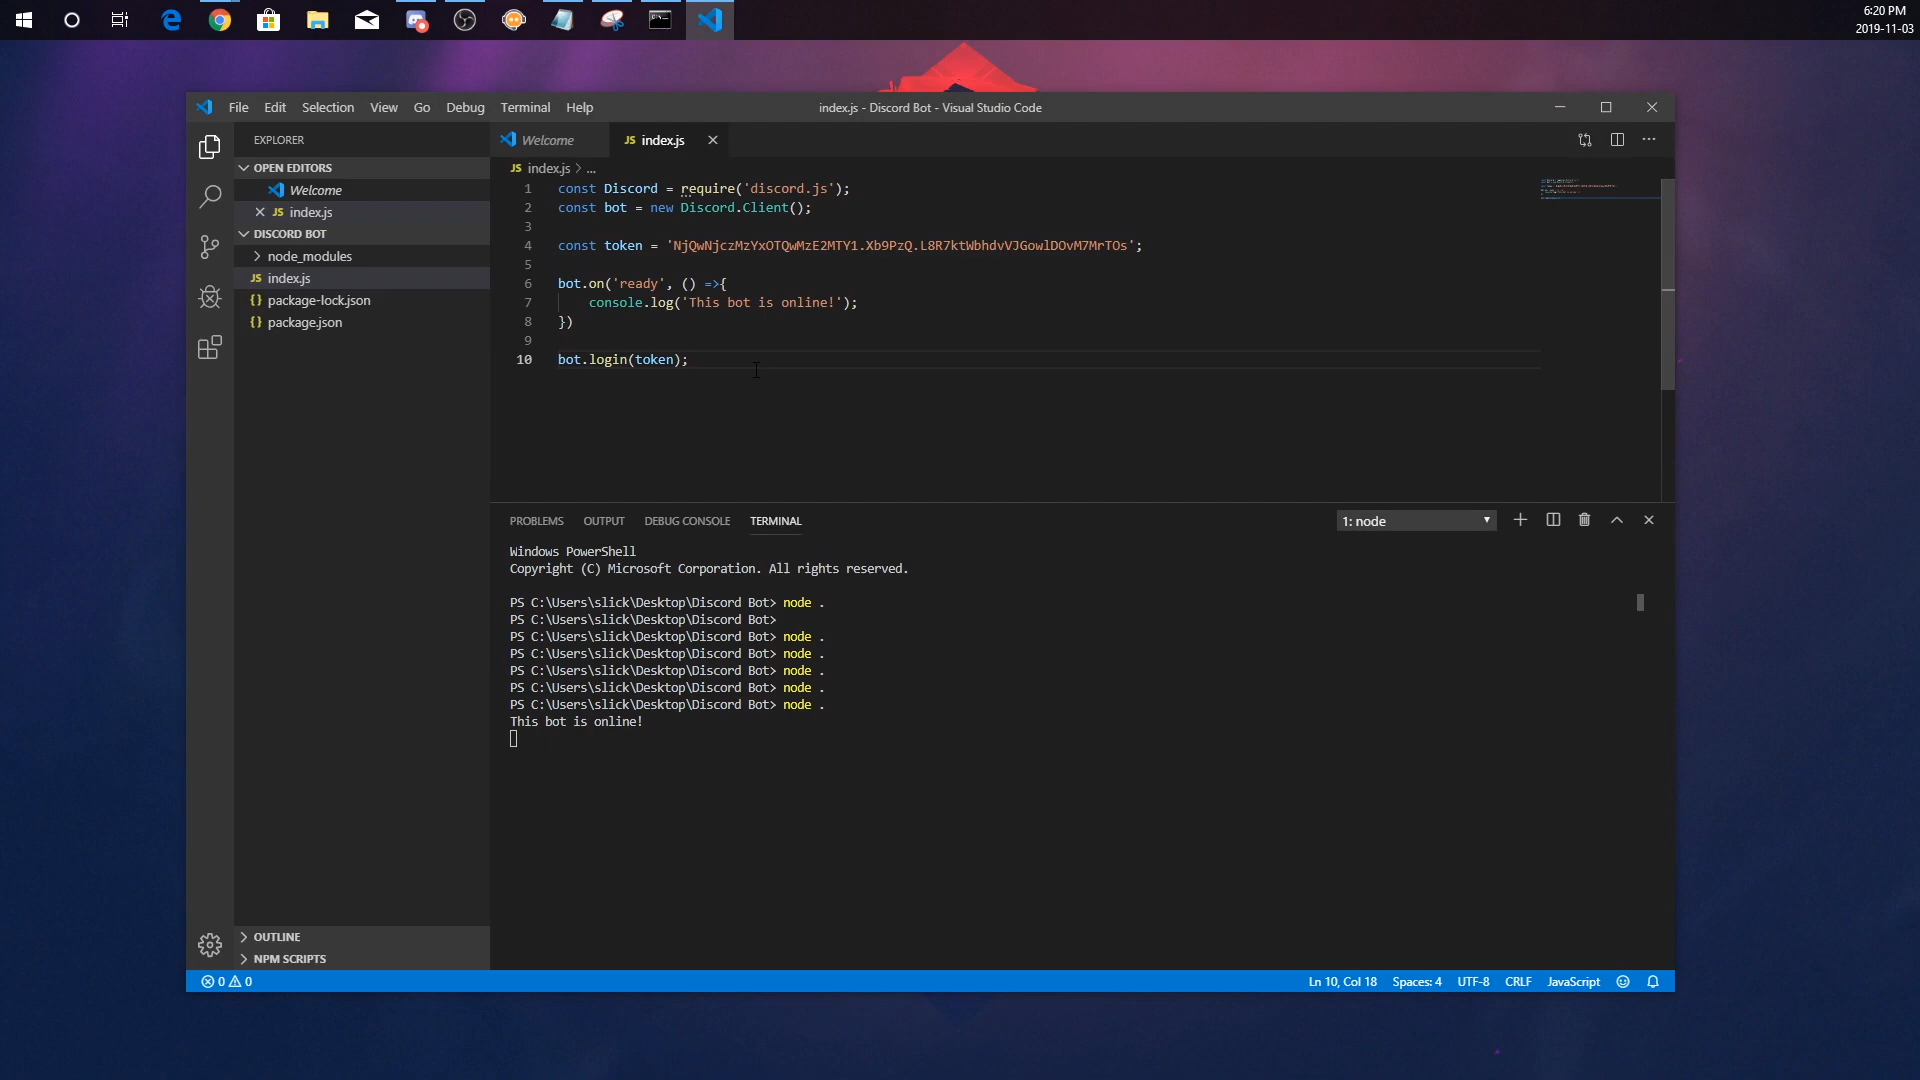 6:20 PM
2019-11-03
File Edit Selection View Go Debug Terminal Help
index.js - Discord Bot - Visual Studio Code
EXPLORER
OPEN EDITORS
Welcome
JS index.js
DISCORD BOT
node_modules
JS index.js
{} package-lock.json
{} package.json
OUTLINE
NPM SCRIPTS
Welcome
JS index.js
JS index.js > ...
1 const Discord = require('discord.js');
2 const bot = new Discord.Client();
3
4 const token = 'NjQwNjczMzYxOTQwMzE2MTY1.Xb9PzQ.L8R7ktWbhdvVJGowlDOvM7MrTOs';
5
6 bot.on('ready', () =>{
7 console.log('This bot is online!');
8 })
9
10 bot.login(token);
PROBLEMS OUTPUT DEBUG CONSOLE TERMINAL
1: node
Windows PowerShell
Copyright (C) Microsoft Corporation. All rights reserved.
PS C:\Users\slick\Desktop\Discord Bot> node .
PS C:\Users\slick\Desktop\Discord Bot>
PS C:\Users\slick\Desktop\Discord Bot> node .
PS C:\Users\slick\Desktop\Discord Bot> node .
PS C:\Users\slick\Desktop\Discord Bot> node .
PS C:\Users\slick\Desktop\Discord Bot> node .
PS C:\Users\slick\Desktop\Discord Bot> node .
This bot is online!
0 0
Ln 10, Col 18 Spaces: 4 UTF-8 CRLF JavaScript